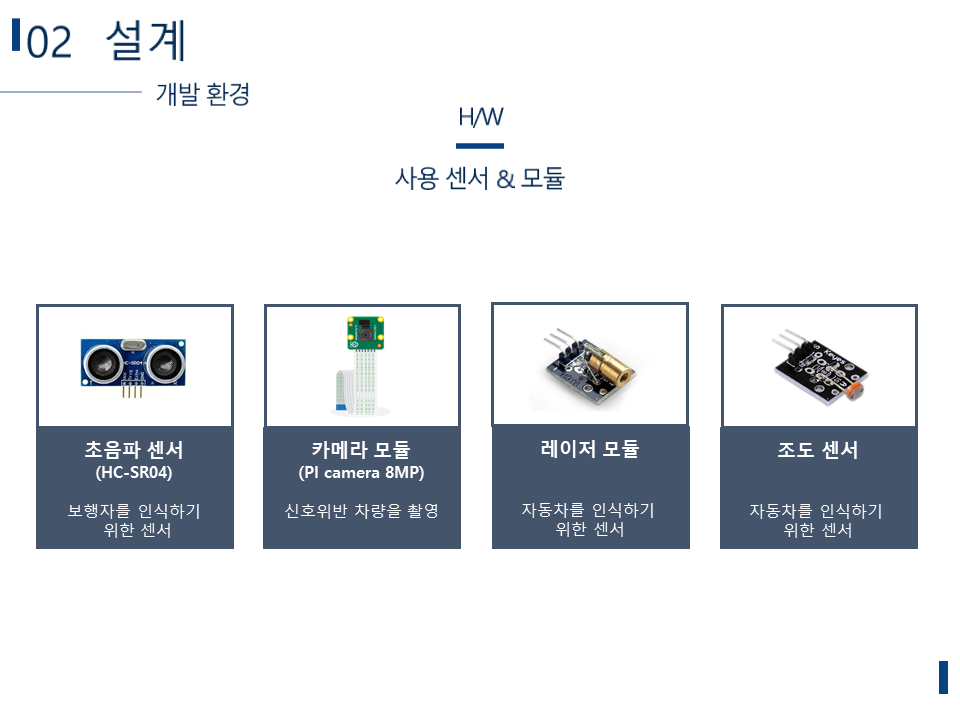 02 설계
개발 환경
H/W
사용 센서 & 모듈
HC-SR04
Keyes
초음파 센서
(HC-SR04)
보행자를 인식하기
위한 센서
카메라 모듈
(PI camera 8MP)
신호위반 차량을 촬영
레이저 모듈
자동차를 인식하기
위한 센서
조도 센서
자동차를 인식하기
위한 센서